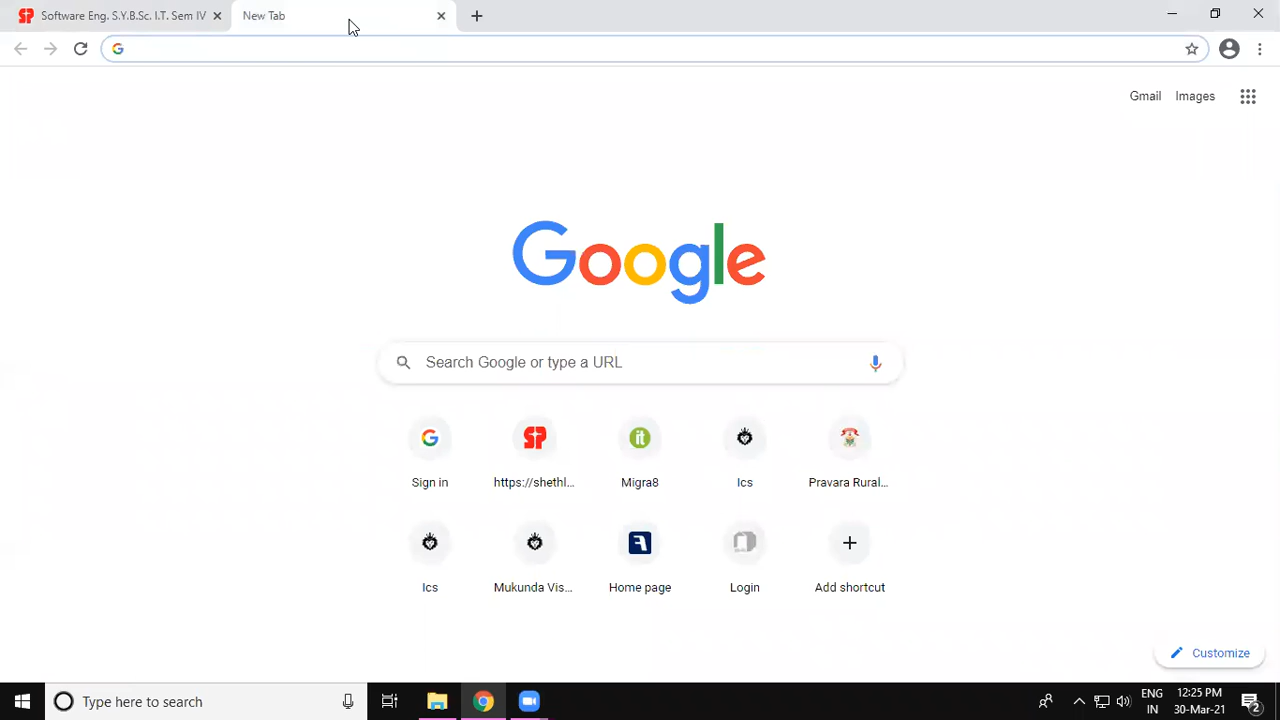 Software Eng. S.Y.B.Sc. I.T. Sem IV
New Tab
Gmail Images
Google
Search Google or type a URL
Sign in
https://shethl...
Migra8
Ics
Pravara Rural...
Ics
Mukunda Vis...
Home page
Login
Add shortcut
Customize
Type here to search
ENG
IN
12:25 PM
30-Mar-21
2